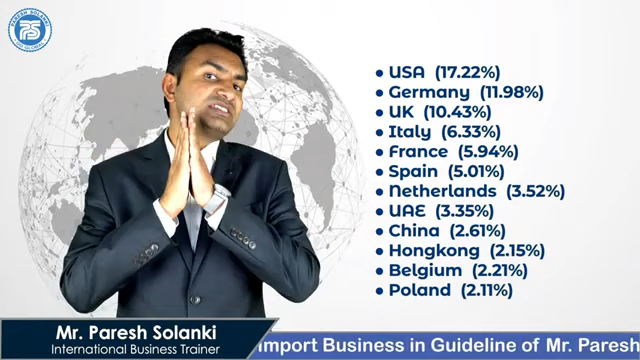 PARESH SOLANKI
USA (17.22%)
Germany (11.98%)
UK (10.43%)
Italy (6.33%)
France (5.94%)
Spain (5.01%)
Netherlands (3.52%)
UAE (3.35%)
China (2.61%)
Hongkong (2.15%)
Belgium (2.21%)
Poland (2.11%)
Mr. Paresh Solanki
International Business Trainer
Import Business in Guideline of Mr. Paresh